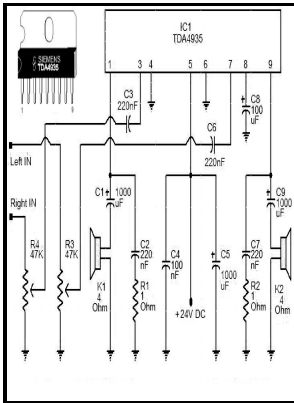 SIEMENS
TDA4935
1 9
IC1
TDA4935
1 3 4 5 6 7 8 9
C3
220nF
C6
220nF
C8
100
uF
Left IN
Right IN
C1 1000
uF
C9
1000
uF
R4
47K
R3
47K
C2
220
nF
C4
100
nF
C5
1000
uF
C7
220
nF
K1
4
Ohm
R1
1
Ohm
+24V DC
R2
1
Ohm
K2
4
Ohm